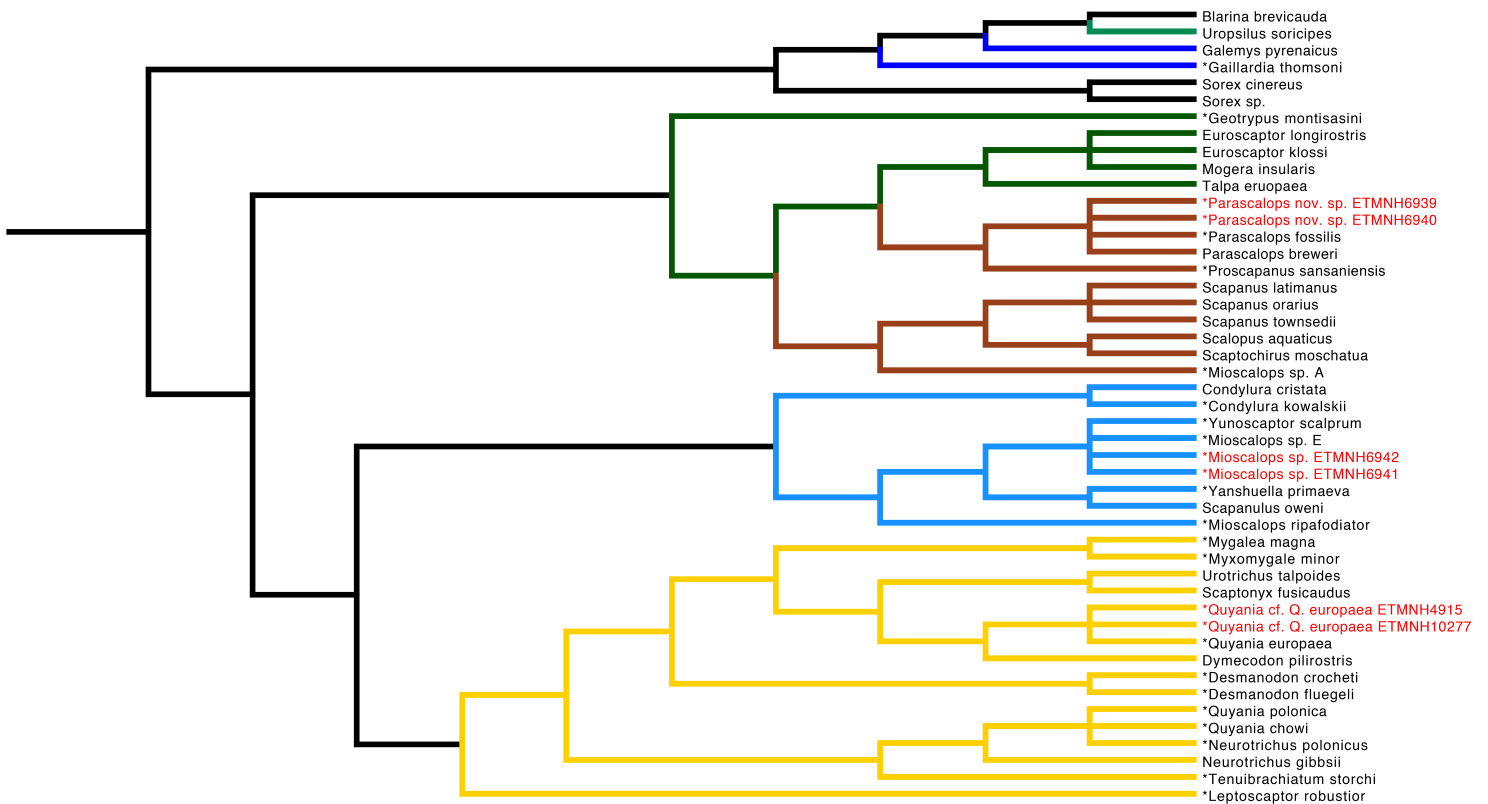 Blarina brevicauda
Uropsilus soricipes
Galemys pyrenaicus
*Gaillardia thomsoni
Sorex cinereus
Sorex sp.
*Geotrypus montisasini
Euroscaptor longirostris
Euroscaptor klossi
Mogera insularis
Talpa eruopaea
*Parascalops nov. sp. ETMNH6939
*Parascalops nov. sp. ETMNH6940
*Parascalops fossilis
Parascalops breweri
*Proscapanus sansaniensis
Scapanus latimanus
Scapanus orarius
Scapanus townsedii
Scalopus aquaticus
Scaptochirus moschatua
*Mioscalops sp. A
Condylura cristata
*Condylura kowalskii
*Yunoscaptor scalprum
*Mioscalops sp. E
*Mioscalops sp. ETMNH6942
*Mioscalops sp. ETMNH6941
*Yanshuella primaeva
Scapanulus oweni
*Mioscalops ripafodiator
*Mygalea magna
*Myxomygale minor
Urotrichus talpoides
Scaptonyx fusicaudus
*Quyania cf. Q. europaea ETMNH4915
*Quyania cf. Q. europaea ETMNH10277
*Quyania europaea
Dymecodon pilirostris
*Desmanodon crocheti
*Desmanodon fluegeli
*Quyania polonica
*Quyania chowi
*Neurotrichus polonicus
Neurotrichus gibbsii
*Tenuibrachiatum storchi
*Leptoscaptor robustior